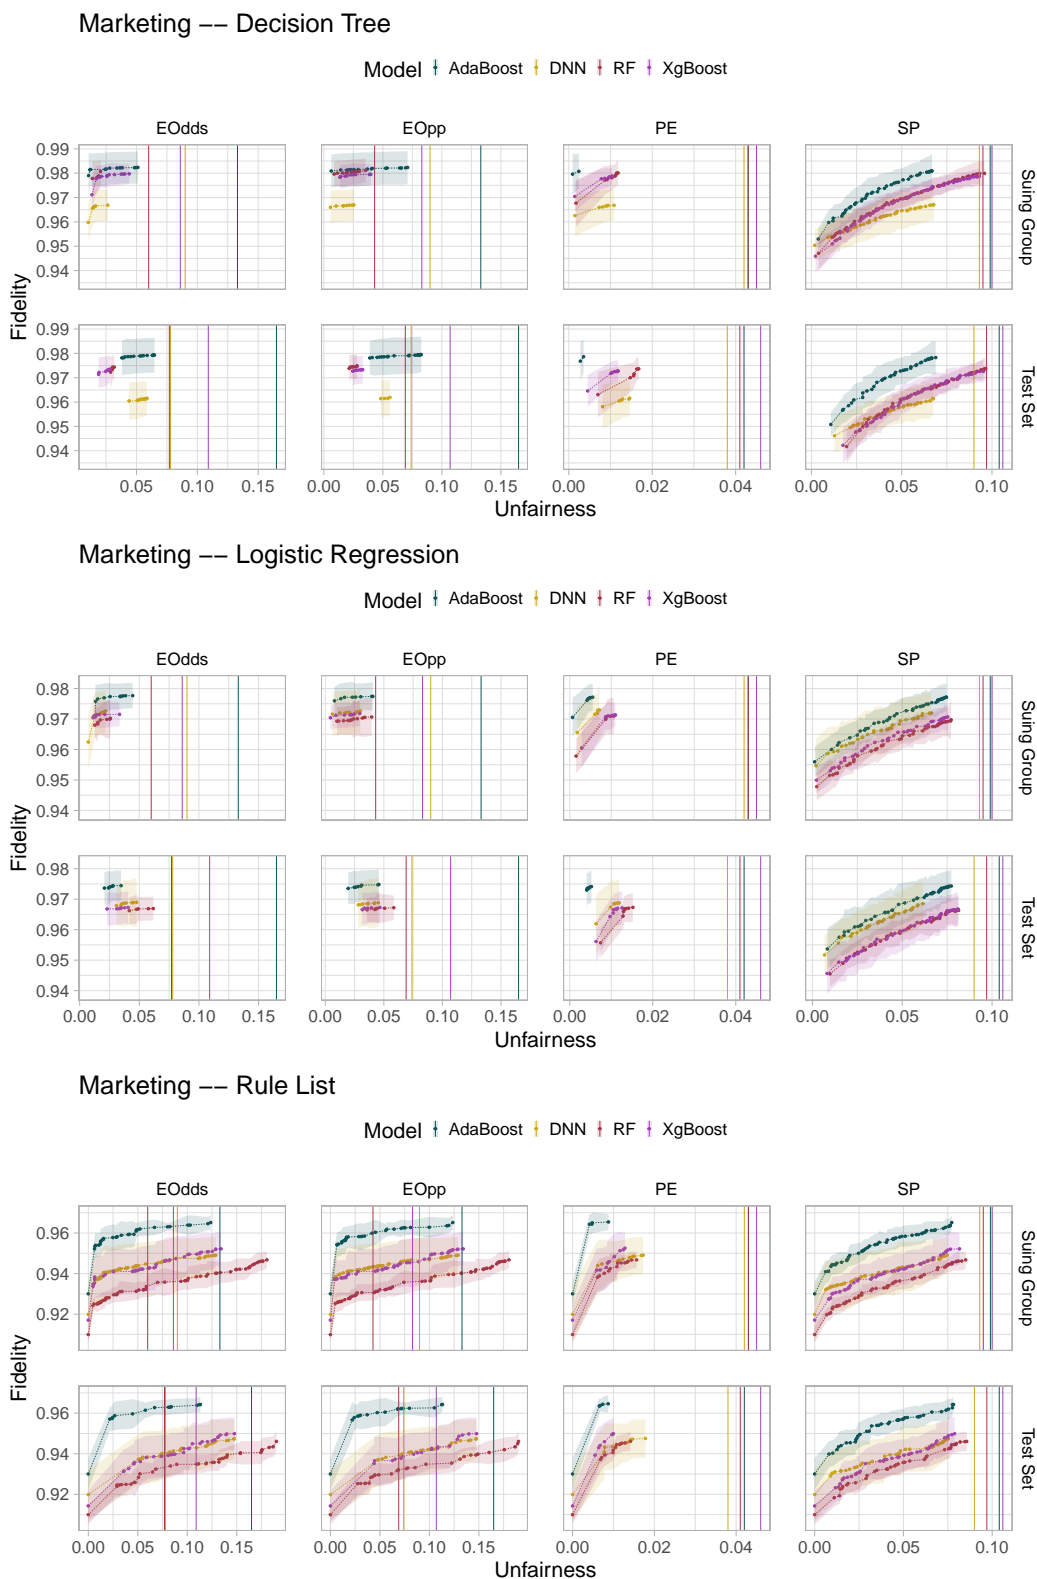 Marketing −− Decision Tree
Model AdaBoost DNN RF XgBoost
EOdds EOpp PE SP
0.99
0.98
0.97
0.96
0.95
0.94
Suing Group
Fidelity
0.99
0.98
0.97
0.96
0.95
0.94
Test Set
0.05 0.10 0.15 0.00 0.05 0.10 0.15 0.00 0.02 0.04 0.00 0.05 0.10
Unfairness
Marketing −− Logistic Regression
Model AdaBoost DNN RF XgBoost
EOdds EOpp PE SP
0.98
0.97
0.96
0.95
0.94
Suing Group
Fidelity
0.98
0.97
0.96
0.95
0.94
Test Set
0.00 0.05 0.10 0.15 0.00 0.05 0.10 0.15 0.00 0.02 0.04 0.00 0.05 0.10
Unfairness
Marketing −− Rule List
Model AdaBoost DNN RF XgBoost
EOdds EOpp PE SP
0.96
0.94
0.92
Suing Group
Fidelity
0.96
0.94
0.92
Test Set
0.00 0.05 0.10 0.15 0.00 0.05 0.10 0.15 0.00 0.02 0.04 0.00 0.05 0.10
Unfairness